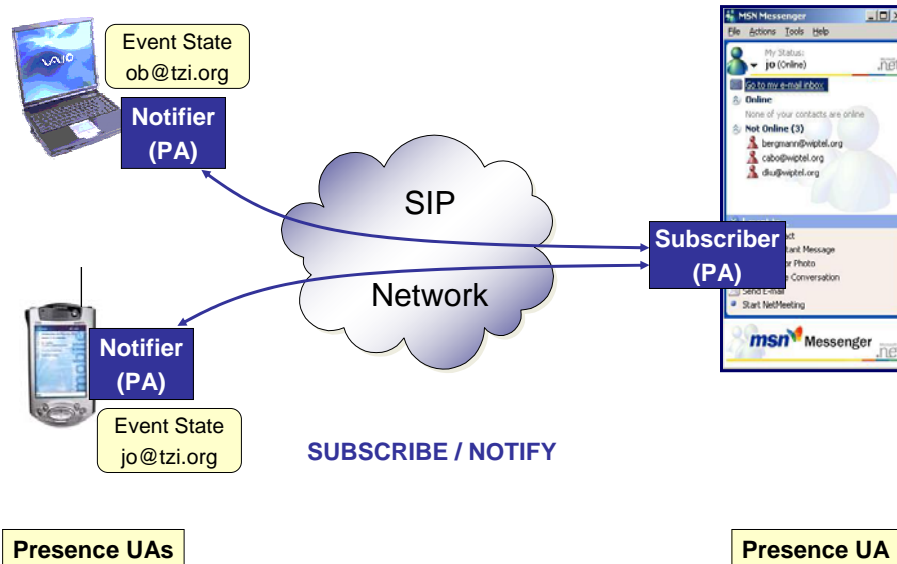 Event State
ob@tzi.org
Notifier
(PA)
VAIO
SIP
Network
Notifier
(PA)
Event State
jo@tzi.org
SUBSCRIBE / NOTIFY
Presence UAs
MSN Messenger
File Actions Tools Help
My Status:
jo (Online)
.net
Go to my e-mail inbox
Online
None of your contacts are online
Not Online (3)
bergmann@wiptel.org
cabo@wiptel.org
dku@wiptel.org
Subscriber
(PA)
Send E-mail
Start NetMeeting
msn Messenger
Presence UA